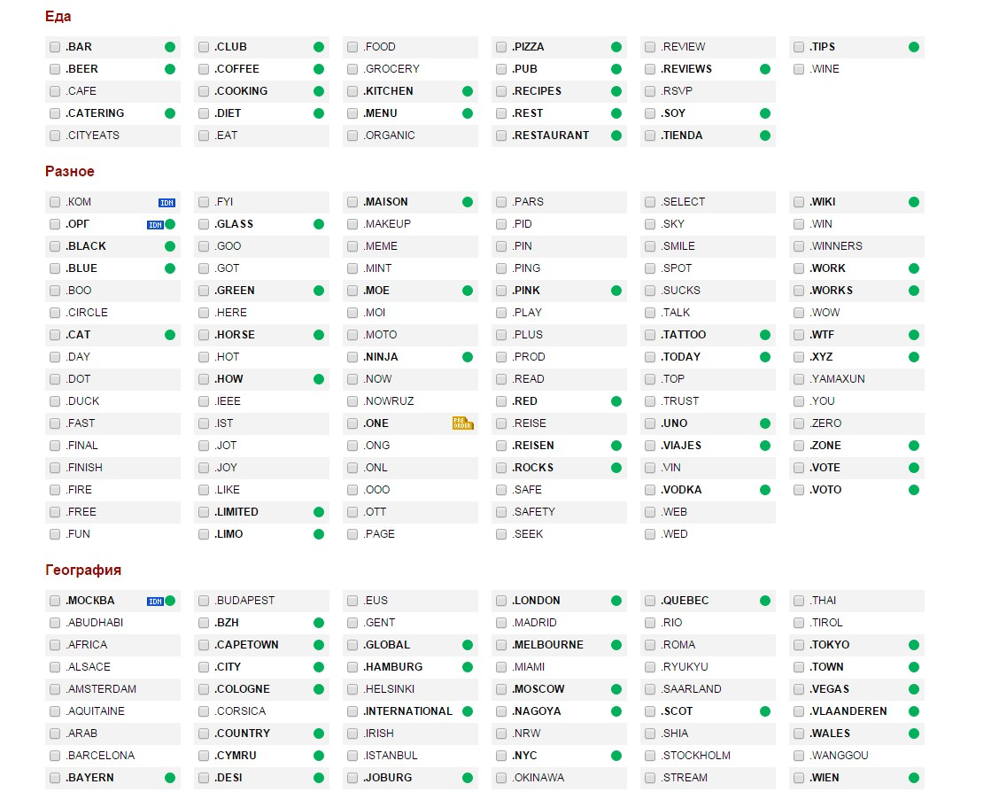 Еда
.BAR .CLUB .FOOD .PIZZA .REVIEW .TIPS
.BEER .COFFEE .GROCERY .PUB .REVIEWS .WINE
.CAFE .COOKING .KITCHEN .RECIPES .RSVP
.CATERING .DIET .MENU .REST .SOY
.CITYEATS .EAT .ORGANIC .RESTAURANT .TIENDA
Разное
.КОМ IDN .FYI .MAISON .PARS .SELECT .WIKI
.ОРГ IDN .GLASS .MAKEUP .PID .SKY .WIN
.BLACK .GOO .MEME .PIN .SMILE .WINNERS
.BLUE .GOT .MINT .PING .SPOT .WORK
.BOO .GREEN .MOE .PINK .SUCKS .WORKS
.CIRCLE .HERE .MOI .PLAY .TALK .WOW
.CAT .HORSE .MOTO .PLUS .TATTOO .WTF
.DAY .HOT .NINJA .PROD .TODAY .XYZ
.DOT .HOW .NOW .READ .TOP .YAMAXUN
.DUCK .IEEE .NOWRUZ .RED .TRUST .YOU
.FAST .IST .ONE PRE ORDER .REISE .UNO .ZERO
.FINAL .JOT .ONG .REISEN .VIAJES .ZONE
.FINISH .JOY .ONL .ROCKS .VIN .VOTE
.FIRE .LIKE .OOO .SAFE .VODKA .VOTO
.FREE .LIMITED .OTT .SAFETY .WEB
.FUN .LIMO .PAGE .SEEK .WED
География
.МОСКВА IDN .BUDAPEST .EUS .LONDON .QUEBEC .THAI
.ABUDHABI .BZH .GENT .MADRID .RIO .TIROL
.AFRICA .CAPETOWN .GLOBAL .MELBOURNE .ROMA .TOKYO
.ALSACE .CITY .HAMBURG .MIAMI .RYUKYU .TOWN
.AMSTERDAM .COLOGNE .HELSINKI .MOSCOW .SAARLAND .VEGAS
.AQUITAINE .CORSICA .INTERNATIONAL .NAGOYA .SCOT .VLAANDEREN
.ARAB .COUNTRY .IRISH .NRW .SHIA .WALES
.BARCELONA .CYMRU .ISTANBUL .NYC .STOCKHOLM .WANGGOU
.BAYERN .DESI .JOBURG .OKINAWA .STREAM .WIEN